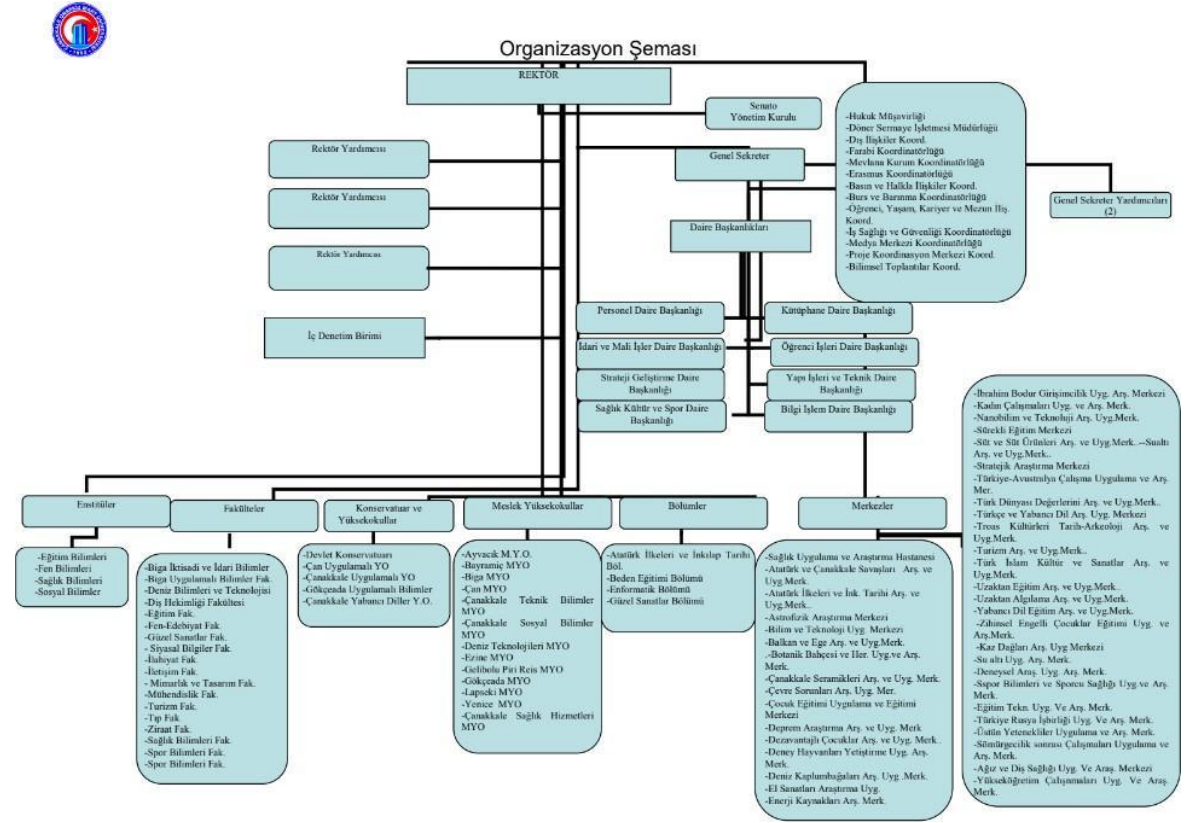 Organizasyon Şeması
REKTÖR
Senato
Yönetim Kurulu
-Hukuk Müşavirliği
-Döner Sermaye İşletmesi Müdürlüğü
-Dış İlişkiler Koord.
-Farabi Koordinatörlüğü
-Mevlana Kurum Koordinatörlüğü
-Erasmus Koordinatörlüğü
-Basın ve Halkla İlişkiler Koord.
-Burs ve Barınma Koordinatörlüğü
-Öğrenci, Yaşam, Kariyer ve Mezun İliş.
Koord.
-İş Sağlığı ve Güvenliği Koordinatörlüğü
-Medya Merkezi Koordinatörlüğü
-Proje Koordinasyon Merkezi Koord.
-Bilimsel Toplantılar Koord.
Rektör Yardımcısı
Rektör Yardımcısı
Rektör Yardımcısı
İç Denetim Birimi
Genel Sekreter
Genel Sekreter Yardımcıları
(2)
Daire Başkanlıkları
Personel Daire Başkanlığı
Kütüphane Daire Başkanlığı
İdari ve Mali İşler Daire Başkanlığı
Öğrenci İşleri Daire Başkanlığı
Strateji Geliştirme Daire
Başkanlığı
Yapı İşleri ve Teknik Daire
Başkanlığı
Sağlık Kültür ve Spor Daire
Başkanlığı
Bilgi İşlem Daire Başkanlığı
Enstitüler
-Eğitim Bilimleri
-Fen Bilimleri
-Sağlık Bilimleri
-Sosyal Bilimler
Fakülteler
-Biga İktisadi ve İdari Bilimler
-Biga Uygulamalı Bilimler Fak.
-Deniz Bilimleri ve Teknolojisi
-Diş Hekimliği Fakültesi
-Eğitim Fak.
-Fen-Edebiyat Fak.
-Güzel Sanatlar Fak.
- Siyasal Bilgiler Fak.
-İlahiyat Fak.
-İletişim Fak.
- Mimarlık ve Tasarım Fak.
-Mühendislik Fak.
-Turizm Fak.
-Tıp Fak
-Ziraat Fak.
-Sağlık Bilimleri Fak.
-Spor Bilimleri Fak.
-Spor Bilimleri Fak.
Konservatuar ve
Yüksekokullar
-Devlet Konservatuarı
-Çan Uygulamalı YO
-Çanakkale Uygulamalı YO
-Gökçeada Uygulamalı Bilimler
-Çanakkale Yabancı Diller Y.O.
Meslek Yüksekokullar
-Ayvacık M.Y.O.
-Bayramiç MYO
-Biga MYO
-Çan MYO
-Çanakkale Teknik Bilimler
MYO
-Çanakkale Sosyal Bilimler
MYO
-Deniz Teknolojileri MYO
-Ezine MYO
-Gelibolu Piri Reis MYO
-Gökçeada MYO
-Lapseki MYO
-Yenice MYO
-Çanakkale Sağlık Hizmetleri
MYO
Bölümler
-Atatürk İlkeleri ve İnkılap Tarihi
Böl.
-Beden Eğitimi Bölümü
-Enformatik Bölümü
-Güzel Sanatlar Bölümü
Merkezler
-Sağlık Uygulama ve Araştırma Hastanesi
-Atatürk ve Çanakkale Savaşları Arş. ve
Uyg.Merk.
-Atatürk İlkeleri ve İnk. Tarihi Arş. ve
Uyg.Merk..
-Astrofizik Araştırma Merkezi
-Bilim ve Teknoloji Uyg. Merkezi
-Balkan ve Ege Arş. ve Uyg.Merk.
.-Botanik Bahçesi ve Her. Uyg.ve Arş.
Merk.
-Çanakkale Seramikleri Arş. ve Uyg. Merk.
-Çevre Sorunları Arş. Uyg. Mer.
-Çocuk Eğitimi Uygulama ve Eğitimi
Merkezi
-Deprem Araştırma Arş. ve Uyg. Merk
-Dezavantajlı Çocuklar Arş. ve Uyg. Merk..
-Deney Hayvanları Yetiştirme Uyg. Arş.
Merk.
-Deniz Kaplumbağaları Arş. Uyg .Merk.
-El Sanatları Araştırma Uyg.
-Enerji Kaynakları Arş. Merk.
-İbrahim Bodur Girişimcilik Uyg. Arş. Merkezi
-Kadın Çalışmaları Uyg. ve Arş. Merk.
-Nanobilim ve Teknoloji Arş. Uyg.Merk.
-Sürekli Eğitim Merkezi
-Süt ve Süt Ürünleri Arş. ve Uyg.Merk..--Sualtı
Arş. ve Uyg.Merk..
-Stratejik Araştırma Merkezi
-Türkiye-Avustralya Çalışma Uygulama ve Arş.
Mer.
-Türk Dünyası Değerlerini Arş. ve Uyg.Merk..
-Türkçe ve Yabancı Dil Arş. Uyg. Merkezi
-Troas Kültürleri Tarih-Arkeoloji Arş. ve
Uyg.Merk.
-Turizm Arş. ve Uyg.Merk..
-Türk İslam Kültür ve Sanatlar Arş. ve
Uyg.Merk.
-Uzaktan Eğitim Arş. ve Uyg.Merk..
-Uzaktan Algılama Arş. ve Uyg.Merk.
-Yabancı Dil Eğitim Arş. ve Uyg.Merk.
-Zihinsel Engelli Çocuklar Eğitimi Uyg. ve
Arş.Merk.
-Kaz Dağları Arş. Uyg Merkezi
-Su altı Uyg. Arş. Merk.
-Deneysel Araş. Uyg. Arş. Merk.
-Sspor Bilimleri ve Sporcu Sağlığı Uyg.ve Arş.
Merk.
-Eğitim Tekn. Uyg. Ve Arş. Merk.
-Türkiye Rusya İşbirliği Uyg. Ve Arş. Merk.
-Üstün Yetenekliler Uygulama ve Arş. Merk.
-Sömürgecilik sonrası Çalışmaları Uygulama ve
Arş. Merk.
-Ağız ve Diş Sağlığı Uyg. Ve Araş. Merkezi
-Yükseköğretim Çalışmaları Uyg. Ve Araş.
Merk.